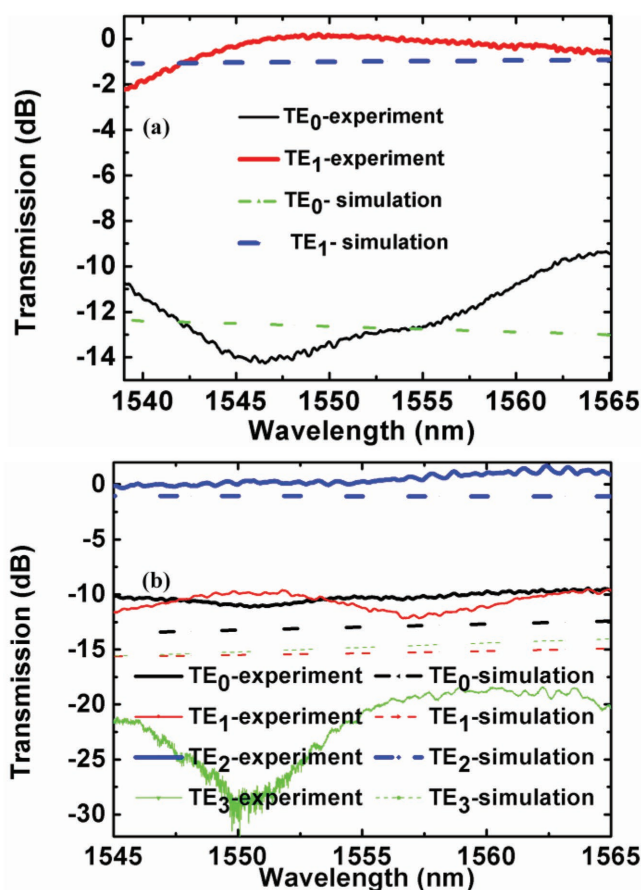 0
-2
-4
-6
-8
-10
-12
-14
Transmission (dB)
(a)
TE0-experiment
TE1-experiment
TE0- simulation
TE1- simulation
1540 1545 1550 1555 1560 1565
Wavelength (nm)
0
-5
-10
-15
-20
-25
-30
Transmission (dB)
(b)
TE0-experiment TE0-simulation
TE1-experiment TE1-simulation
TE2-experiment TE2-simulation
TE3-experiment TE3-simulation
1545 1550 1555 1560 1565
Wavelength (nm)